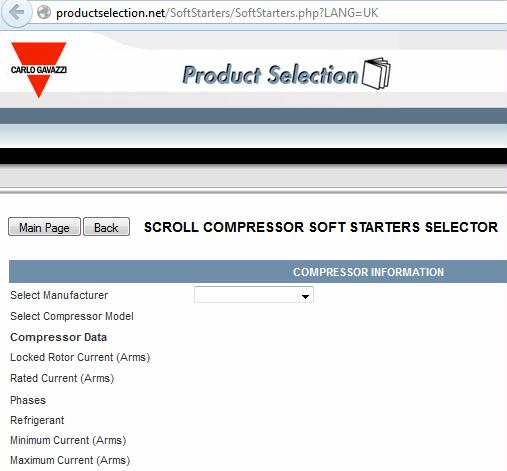 productselection.net/SoftStarters/SoftStarters.php?LANG=UK
CARLO GAVAZZI
Product Selection
Main Page Back SCROLL COMPRESSOR SOFT STARTERS SELECTOR
COMPRESSOR INFORMATION
Select Manufacturer
Select Compressor Model
Compressor Data
Locked Rotor Current (Arms)
Rated Current (Arms)
Phases
Refrigerant
Minimum Current (Arms)
Maximum Current (Arms)